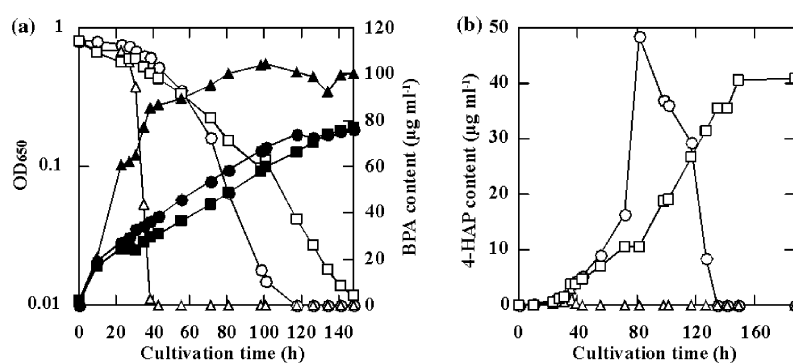 (a)
1
0.1
0.01
OD650
120
100
80
60
40
20
0
BPA content (µg ml-1)
0 20 40 60 80 100 120 140
Cultivation time (h)
(b)
50
40
30
20
10
0
4-HAP content (µg ml-1)
0 40 80 120 160
Cultivation time (h)